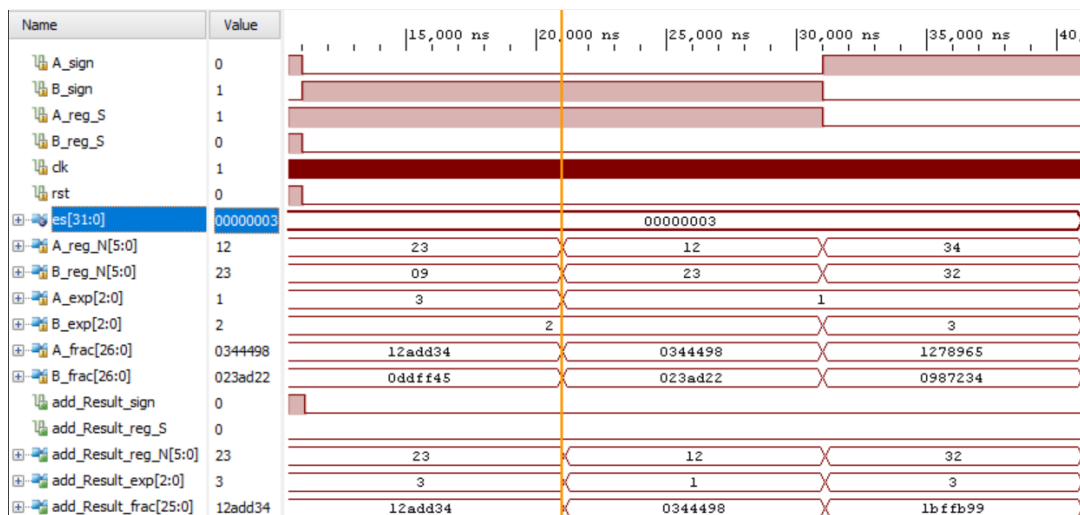 Name Value 15,000 ns 20,000 ns 25,000 ns 30,000 ns 35,000 ns 40,
A_sign 0
B_sign 1
A_reg_S 1
B_reg_S 0
clk 1
rst 0
es[31:0] 00000003 00000003
A_reg_N[5:0] 12 23 12 34
B_reg_N[5:0] 23 09 23 32
A_exp[2:0] 1 3 1
B_exp[2:0] 2 2 3
A_frac[26:0] 0344498 12add34 0344498 1278965
B_frac[26:0] 023ad22 0ddff45 023ad22 0987234
add_Result_sign 0
add_Result_reg_S 0
add_Result_reg_N[5:0] 23 23 12 32
add_Result_exp[2:0] 3 3 1 3
add_Result_frac[25:0] 12add34 12add34 0344498 1bffb99